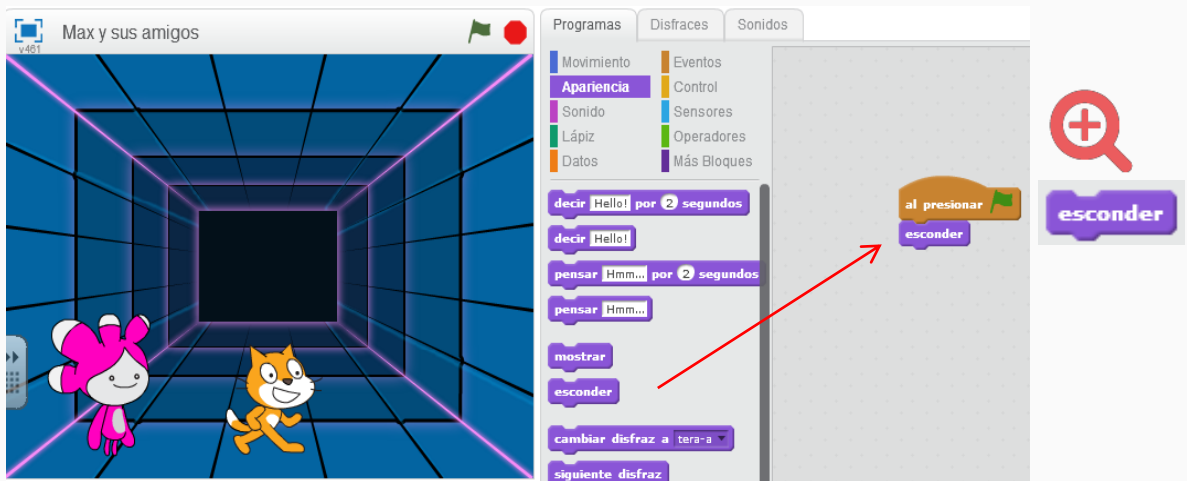 Max y sus amigos
v461
Programas
Disfraces
Sonidos
Movimiento
Eventos
Apariencia
Control
Sonido
Sensores
Lápiz
Operadores
Datos
Más Bloques
decir Hello! por 2 segundos
decir Hello!
pensar Hmm... por 2 segundos
pensar Hmm...
mostrar
esconder
cambiar disfraz a tera-a
siguiente disfraz
al presionar
esconder
esconder